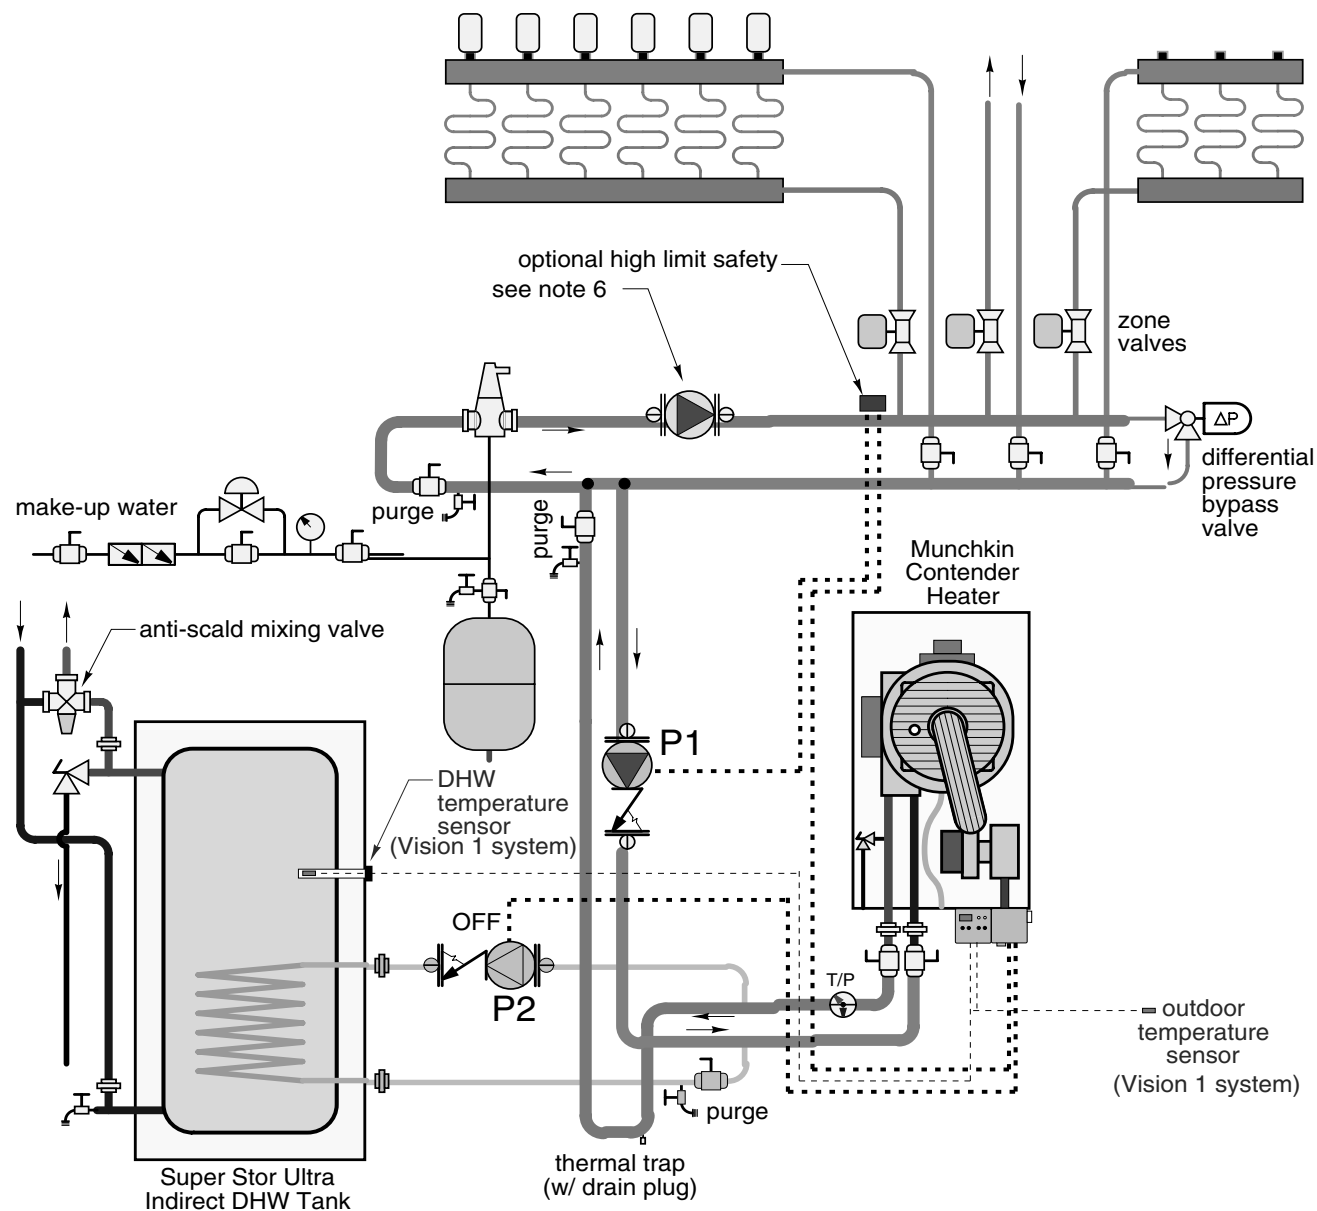 optional high limit safety
see note 6
zone
valves
ΔP
differential
pressure
bypass
valve
make-up water
purge
purge
Munchkin
Contender
Heater
anti-scald mixing valve
P1
DHW
temperature
sensor
(Vision 1 system)
OFF
P2
T/P
outdoor
temperature
sensor
(Vision 1 system)
purge
thermal trap
(w/ drain plug)
Super Stor Ultra
Indirect DHW Tank